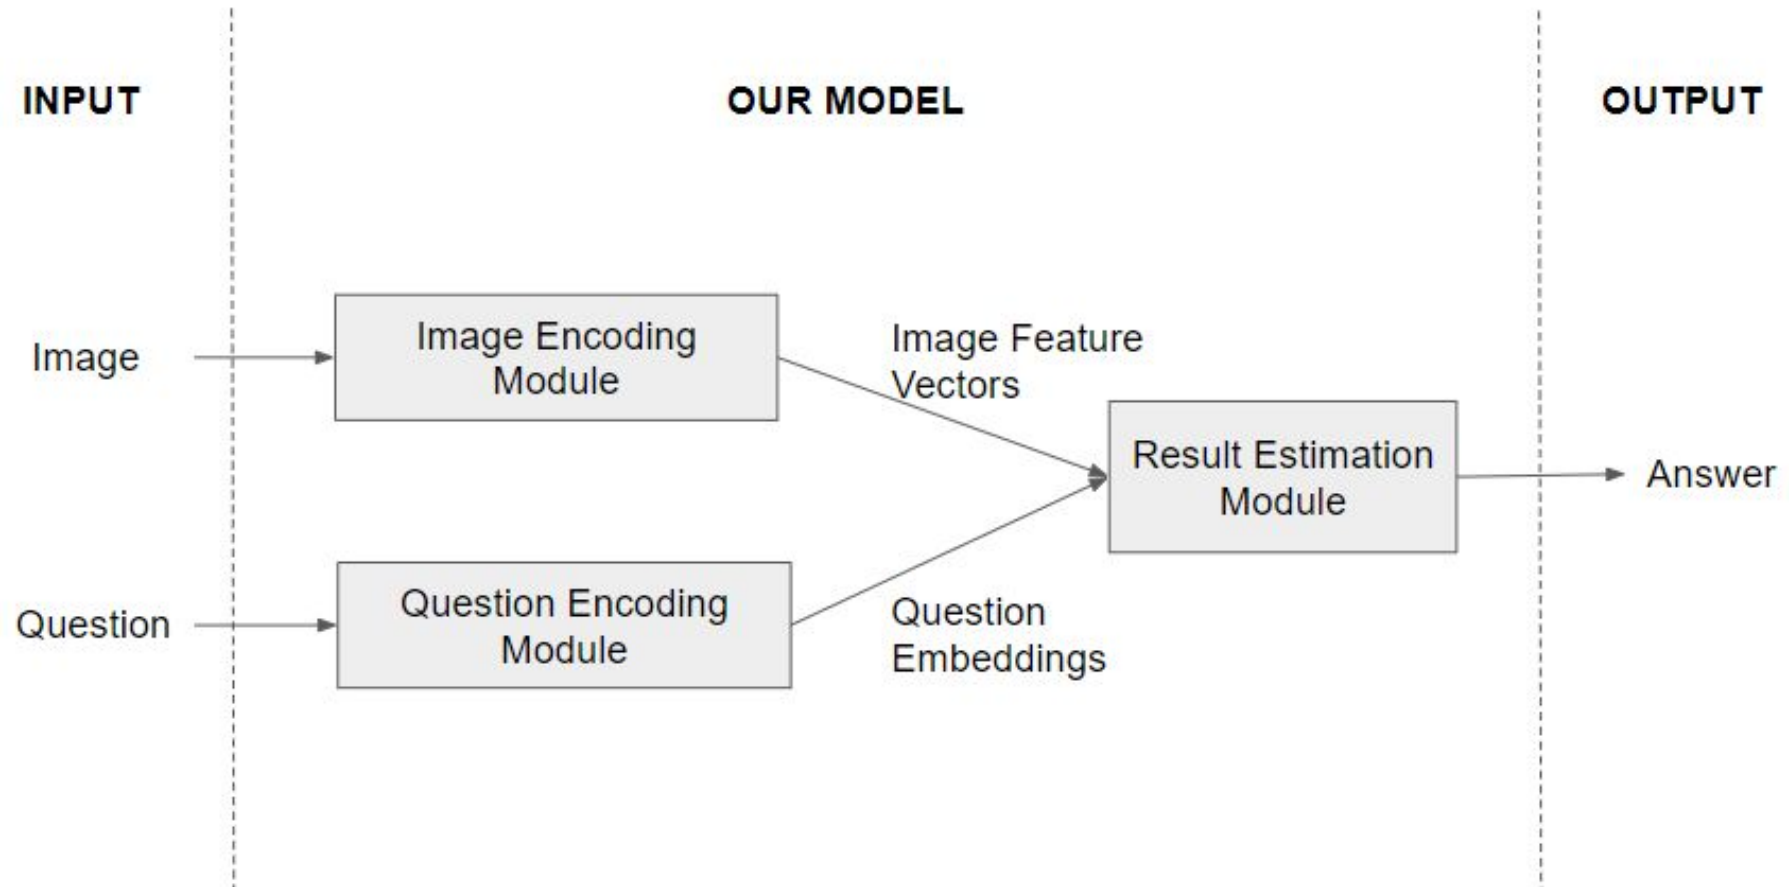 INPUT
OUR MODEL
OUTPUT
Image
Image Encoding
Module
Image Feature
Vectors
Result Estimation
Module
Answer
Question
Question Encoding
Module
Question
Embeddings